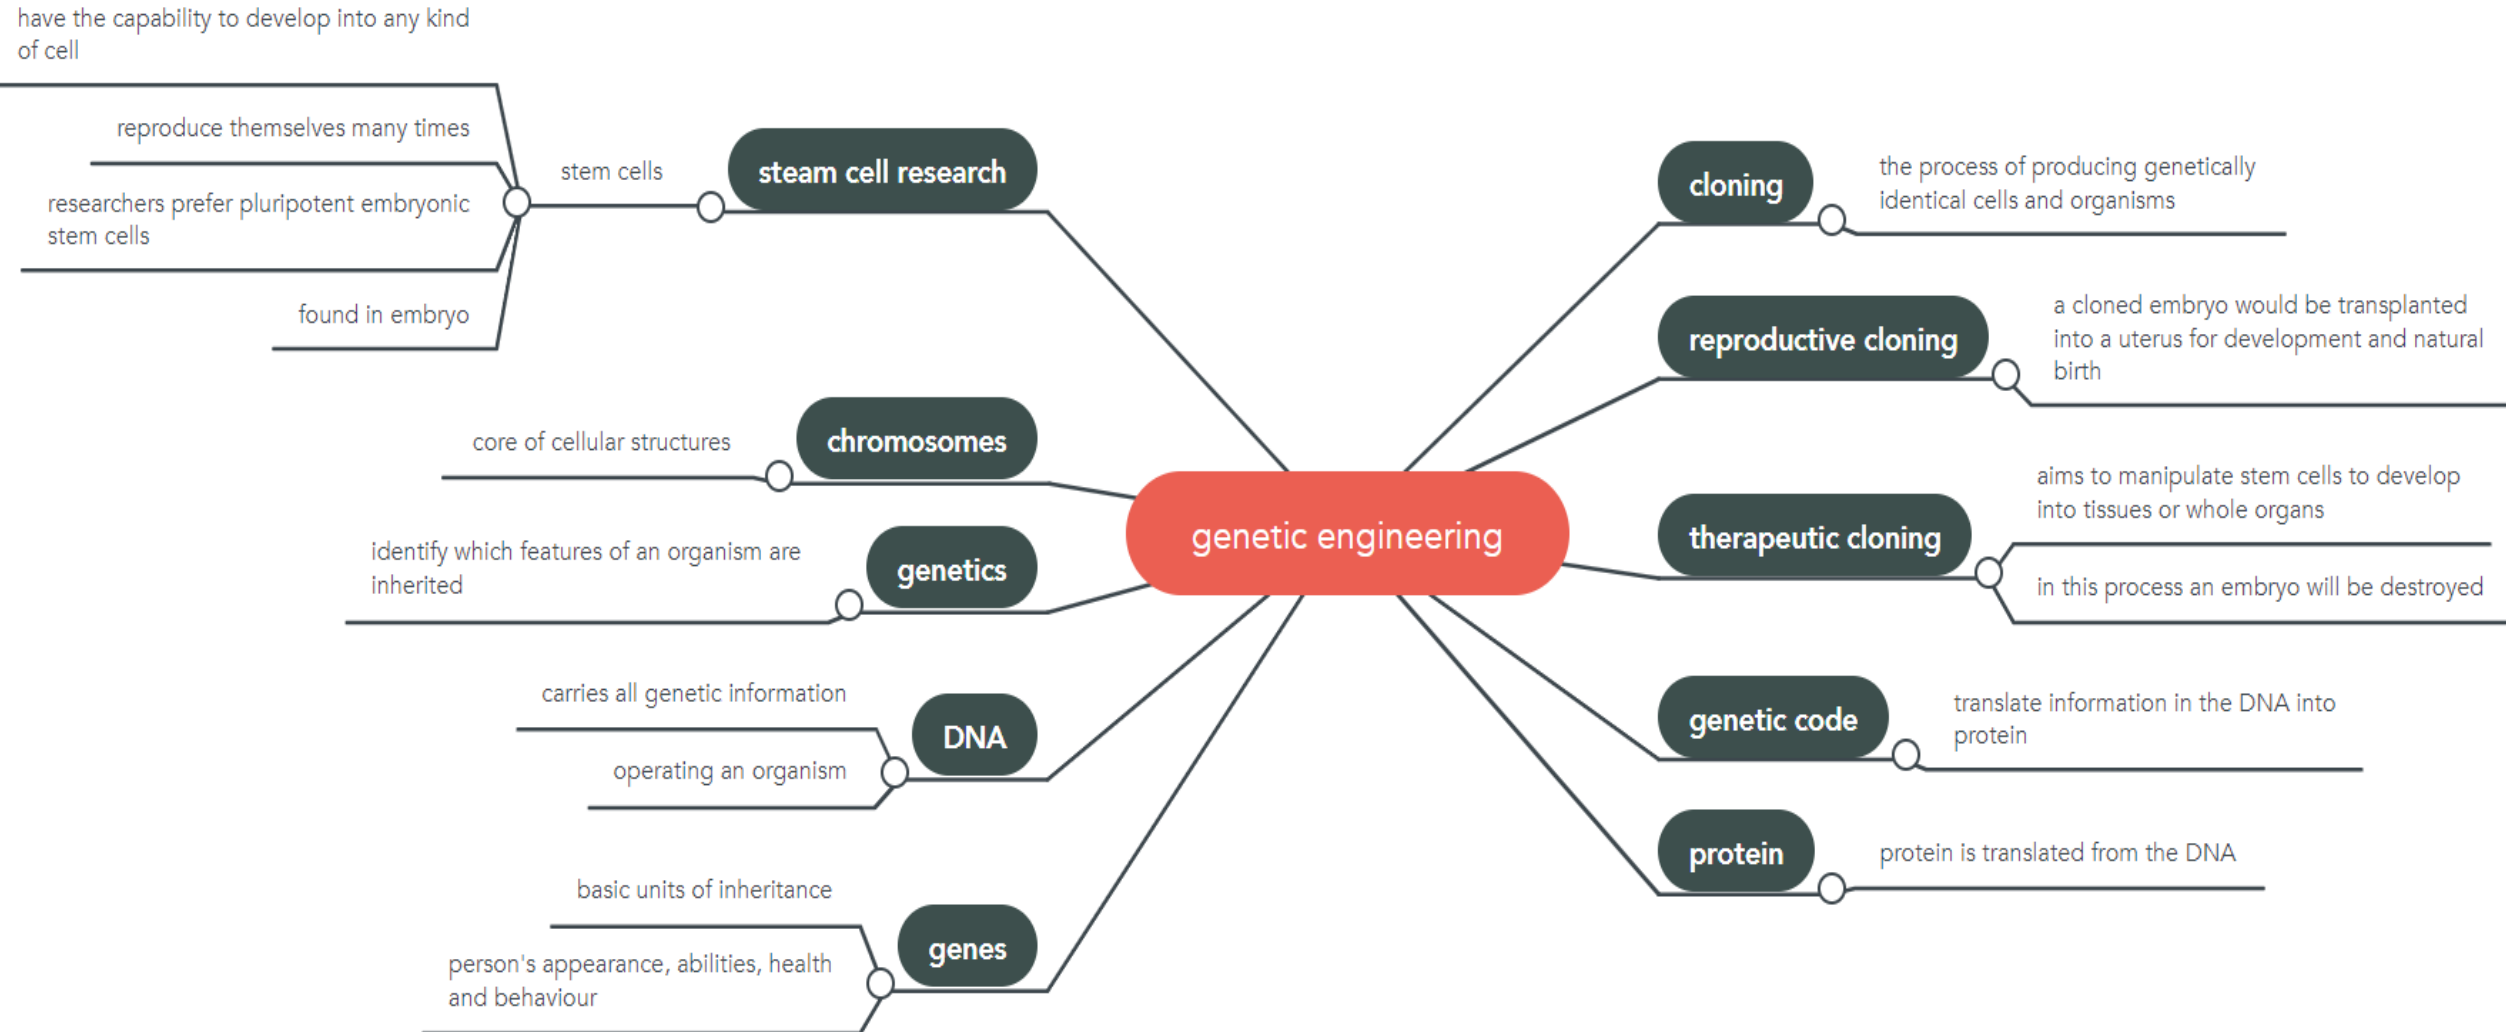 have the capability to develop into any kind
of cell
reproduce themselves many times
researchers prefer pluripotent embryonic
stem cells
found in embryo
stem cells
steam cell research
core of cellular structures
chromosomes
identify which features of an organism are
inherited
genetics
carries all genetic information
operating an organism
DNA
basic units of inheritance
person's appearance, abilities, health
and behaviour
genes
genetic engineering
cloning
the process of producing genetically
identical cells and organisms
reproductive cloning
a cloned embryo would be transplanted
into a uterus for development and natural
birth
therapeutic cloning
aims to manipulate stem cells to develop
into tissues or whole organs
in this process an embryo will be destroyed
genetic code
translate information in the DNA into
protein
protein
protein is translated from the DNA